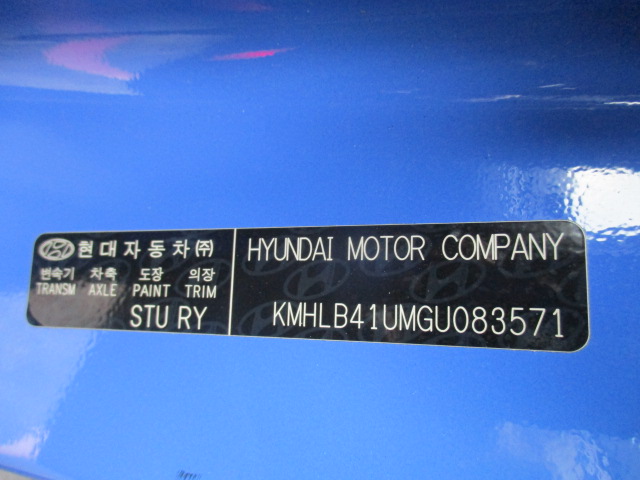 현대자동차(주)
변속기 차축 도장 의장
TRANSM AXLE PAINT TRIM
STU RY
HYUNDAI MOTOR COMPANY
KMHLB41UMGU083571